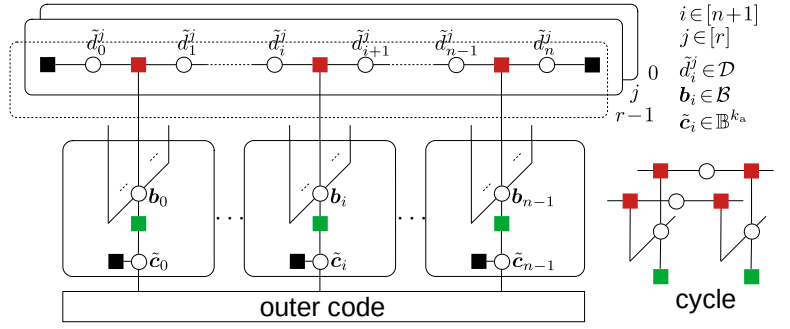 d̃₀ʲ d̃₁ʲ d̃ᵢʲ d̃ᵢ₊₁ʲ d̃ₙ₋₁ʲ d̃ₙʲ
0
j
r−1
i∈[n+1]
j∈[r]
d̃ᵢʲ∈𝒟
𝒃ᵢ∈ℬ
𝒄̃ᵢ∈𝔹^{kₐ}
𝒃₀ ... 𝒃ᵢ ... 𝒃ₙ₋₁
𝒄̃₀ 𝒄̃ᵢ 𝒄̃ₙ₋₁
outer code
cycle